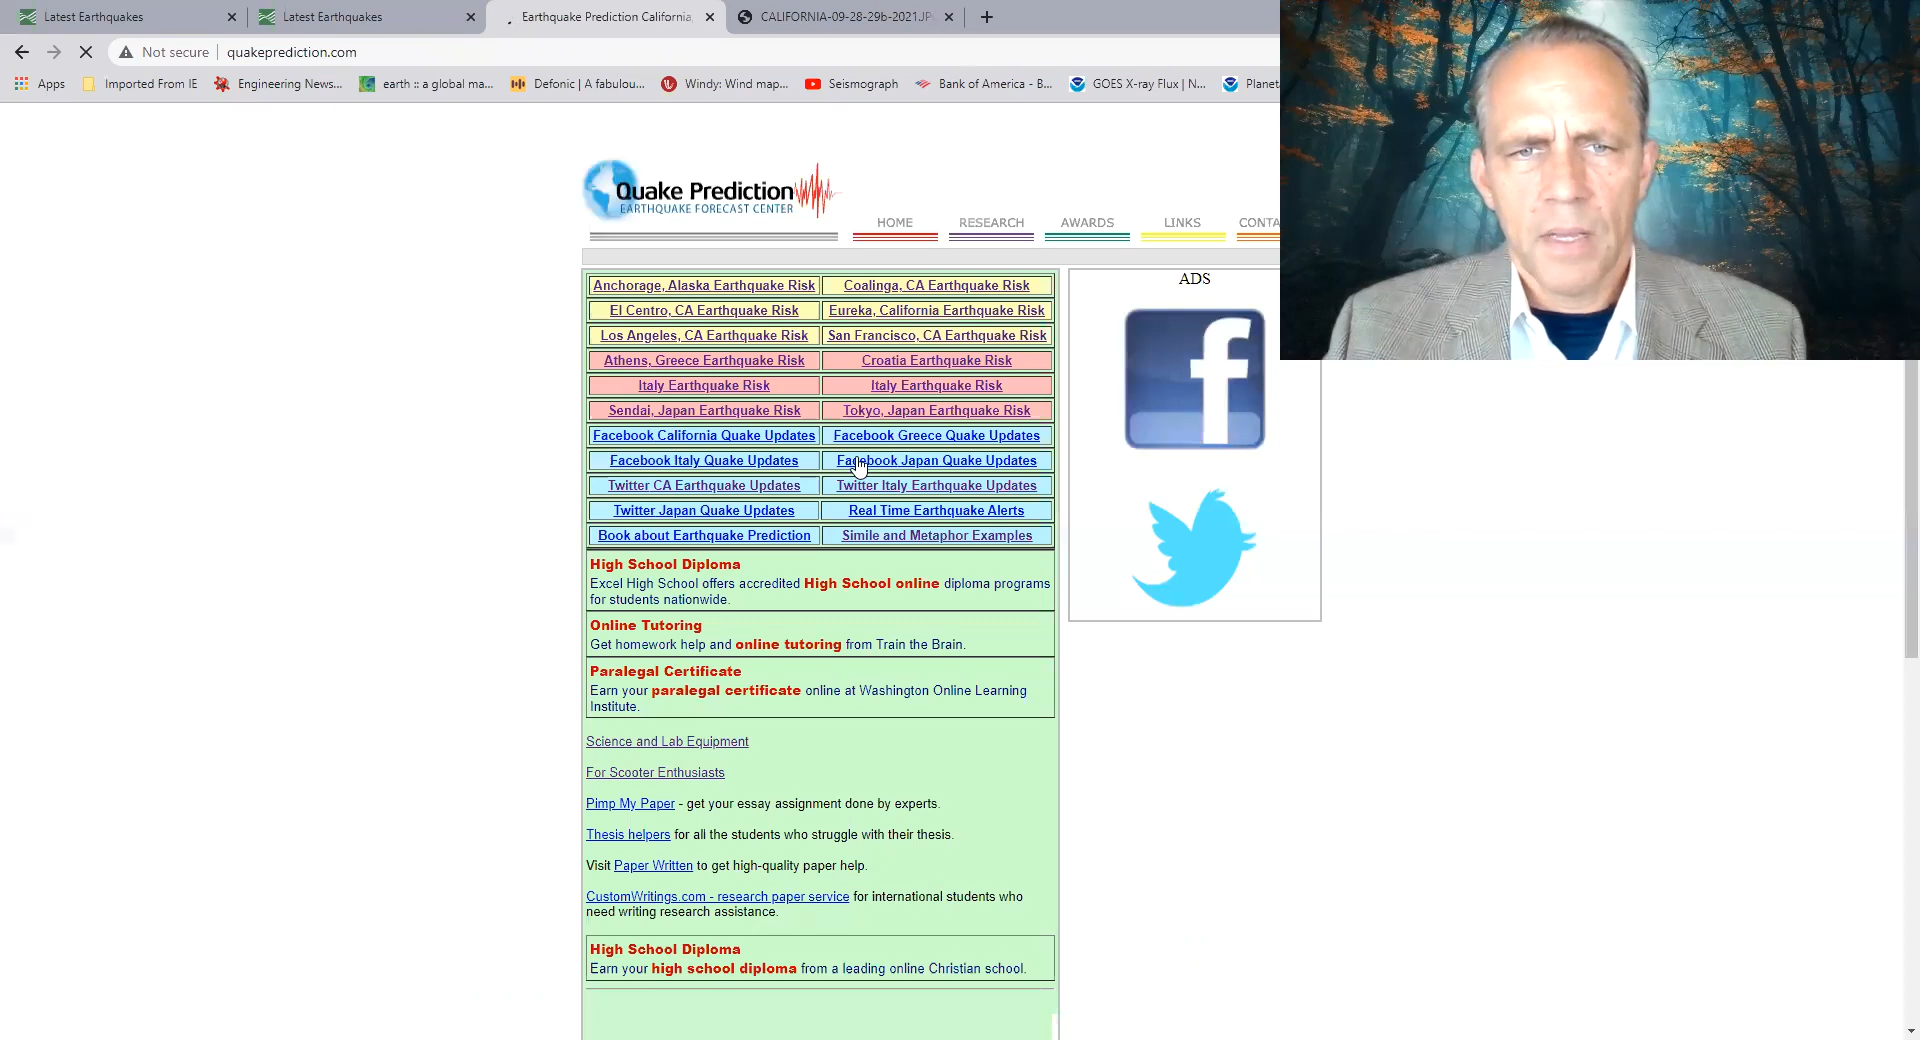 Latest Earthquakes
Latest Earthquakes
Earthquake Prediction California,
CALIFORNIA-09-28-29b-2021.JP
Not secure
quakeprediction.com
Apps
Imported From IE
Engineering News...
earth :: a global ma...
Defonic | A fabulou...
Windy: Wind map...
Seismograph
Bank of America - B...
GOES X-ray Flux | N...
Planet
Quake Prediction
EARTHQUAKE FORECAST CENTER
HOME
RESEARCH
AWARDS
LINKS
CONTA
ADS
Anchorage, Alaska Earthquake Risk
Coalinga, CA Earthquake Risk
El Centro, CA Earthquake Risk
Eureka, California Earthquake Risk
Los Angeles, CA Earthquake Risk
San Francisco, CA Earthquake Risk
Athens, Greece Earthquake Risk
Croatia Earthquake Risk
Italy Earthquake Risk
Italy Earthquake Risk
Sendai, Japan Earthquake Risk
Tokyo, Japan Earthquake Risk
Facebook California Quake Updates
Facebook Greece Quake Updates
Facebook Italy Quake Updates
Facebook Japan Quake Updates
Twitter CA Earthquake Updates
Twitter Italy Earthquake Updates
Twitter Japan Quake Updates
Real Time Earthquake Alerts
Book about Earthquake Prediction
Simile and Metaphor Examples
High School Diploma
Excel High School offers accredited High School online diploma programs
for students nationwide.
Online Tutoring
Get homework help and online tutoring from Train the Brain.
Paralegal Certificate
Earn your paralegal certificate online at Washington Online Learning
Institute.
Science and Lab Equipment
For Scooter Enthusiasts
Pimp My Paper - get your essay assignment done by experts.
Thesis helpers for all the students who struggle with their thesis.
Visit Paper Written to get high-quality paper help.
CustomWritings.com - research paper service for international students who
need writing research assistance.
High School Diploma
Earn your high school diploma from a leading online Christian school.